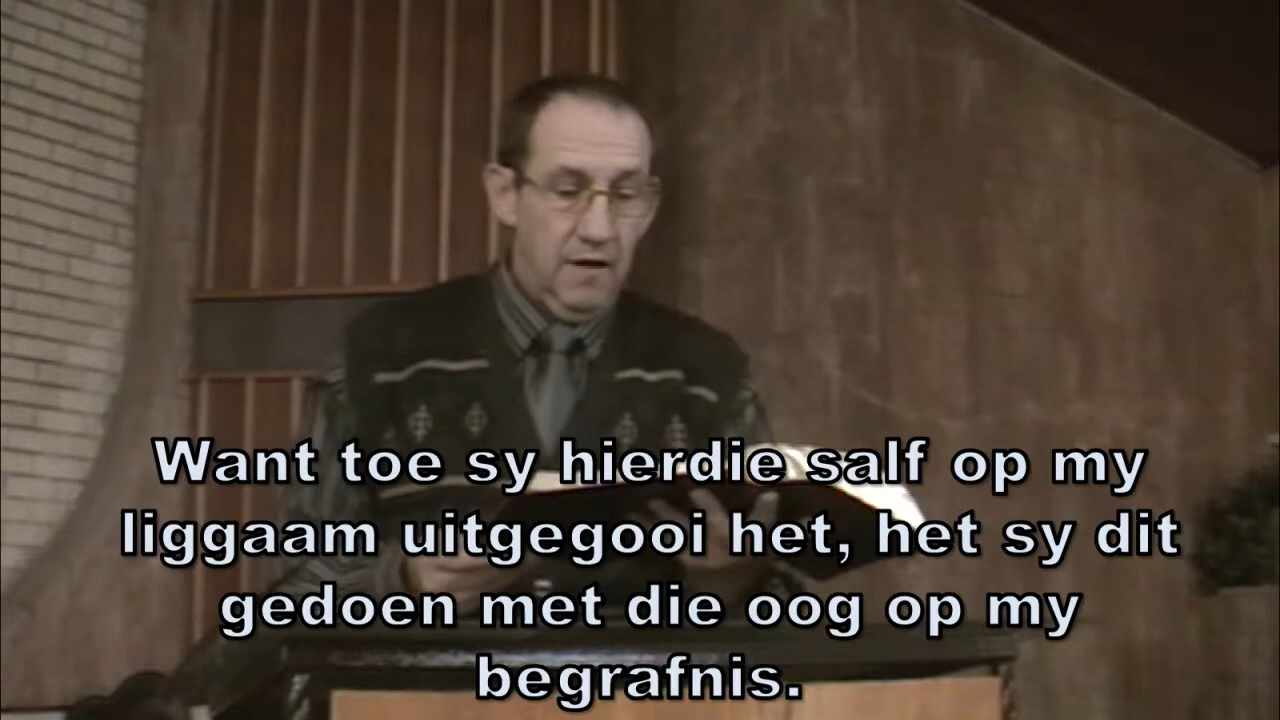 Want toe sy hierdie salf op my
liggaam uitgegooi het, het sy dit
gedoen met die oog op my
begrafnis.